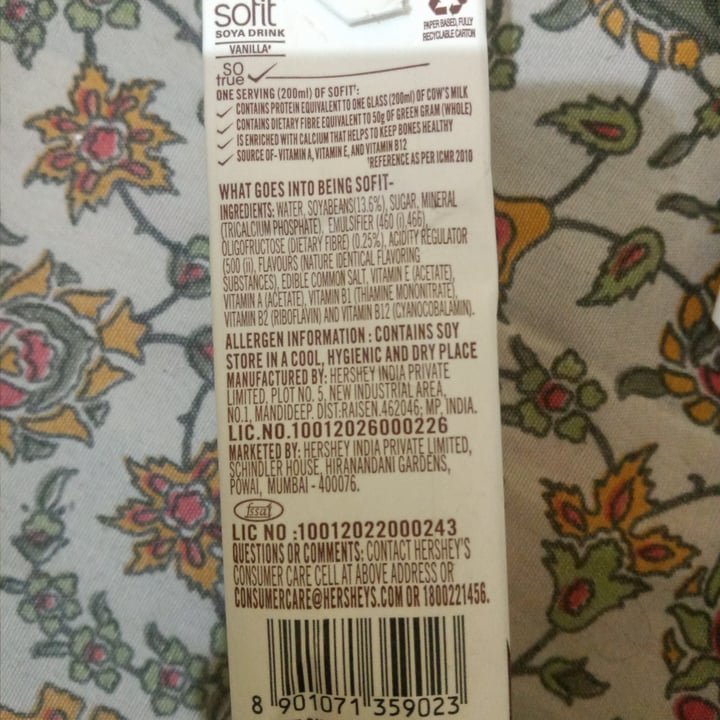 sofit
SOYA DRINK
VANILLA*
PAPER BASED, FULLY
RECYCLABLE CARTON
SO
true
ONE SERVING (200ml) OF SOFIT†:
CONTAINS PROTEIN EQUIVALENT TO ONE GLASS (200ml) OF COW'S MILK
CONTAINS DIETARY FIBRE EQUIVALENT TO 50g OF GREEN GRAM (WHOLE)
IS ENRICHED WITH CALCIUM THAT HELPS TO KEEP BONES HEALTHY
SOURCE OF- VITAMIN A, VITAMIN E, AND VITAMIN B12
†REFERENCE AS PER ICMR 2010
WHAT GOES INTO BEING SOFIT-
INGREDIENTS: WATER, SOYABEANS(13.6%), SUGAR, MINERAL
(TRICALCIUM PHOSPHATE), EMULSIFIER (460 (i),466),
OLIGOFRUCTOSE (DIETARY FIBRE) (0.25%), ACIDITY REGULATOR
(500 (ii), FLAVOURS (NATURE IDENTICAL FLAVORING
SUBSTANCES), EDIBLE COMMON SALT, VITAMIN E (ACETATE),
VITAMIN A (ACETATE), VITAMIN B1 (THIAMINE MONONITRATE),
VITAMIN B2 (RIBOFLAVIN) AND VITAMIN B12 (CYANOCOBALAMIN).
ALLERGEN INFORMATION : CONTAINS SOY
STORE IN A COOL, HYGIENIC AND DRY PLACE
MANUFACTURED BY: HERSHEY INDIA PRIVATE
LIMITED, PLOT NO. 5, NEW INDUSTRIAL AREA,
NO.1, MANDIDEEP, DIST.RAISEN.462046; MP, INDIA.
LIC.NO.10012026000226
MARKETED BY: HERSHEY INDIA PRIVATE LIMITED,
SCHINDLER HOUSE, HIRANANDANI GARDENS,
POWAI, MUMBAI - 400076.
fssai
LIC NO :10012022000243
QUESTIONS OR COMMENTS: CONTACT HERSHEY'S
CONSUMER CARE CELL AT ABOVE ADDRESS OR
CONSUMERCARE@HERSHEYS.COM OR 1800221456.
8 901071 359023